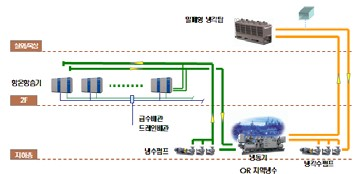 밀폐형 냉각탑
실외/옥상
항온항습기
2F
급수배관
드레인배관
지하층
냉수펌프
냉동기
냉각수펌프
OR 지역냉수